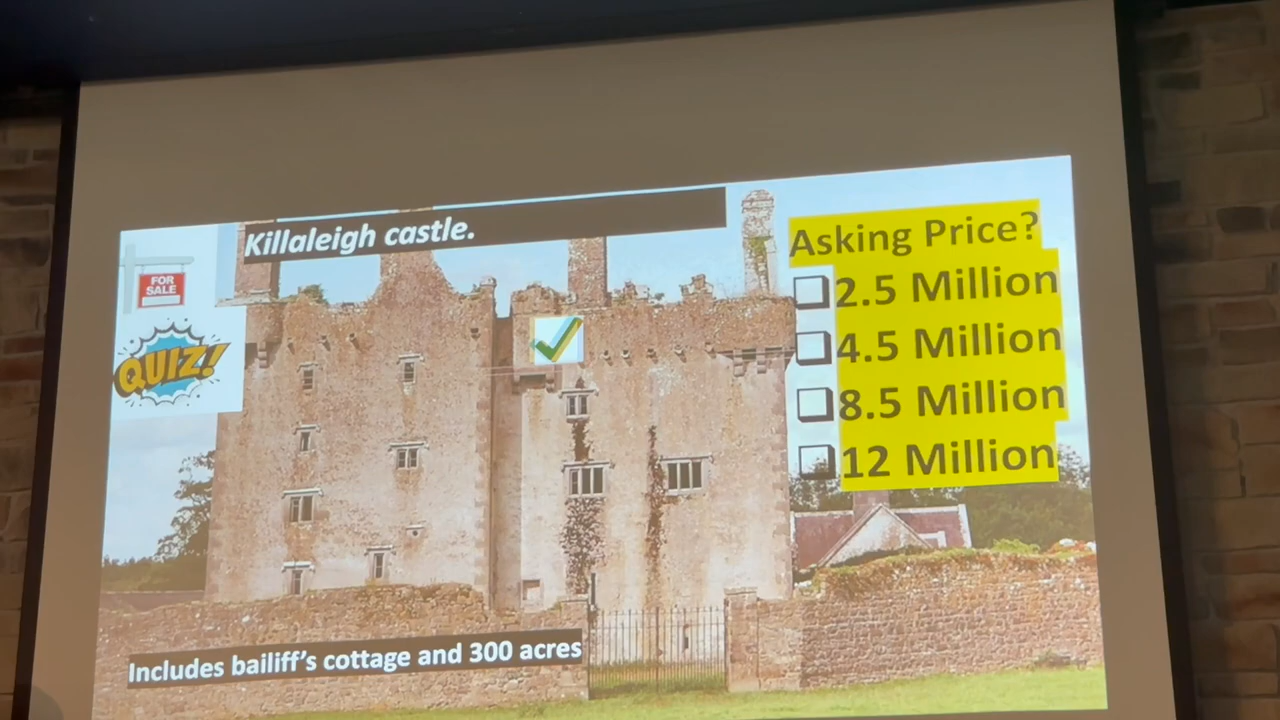 Killaleigh castle.
FOR
SALE
QUIZ!
Asking Price?
2.5 Million
4.5 Million
8.5 Million
12 Million
Includes bailiff's cottage and 300 acres